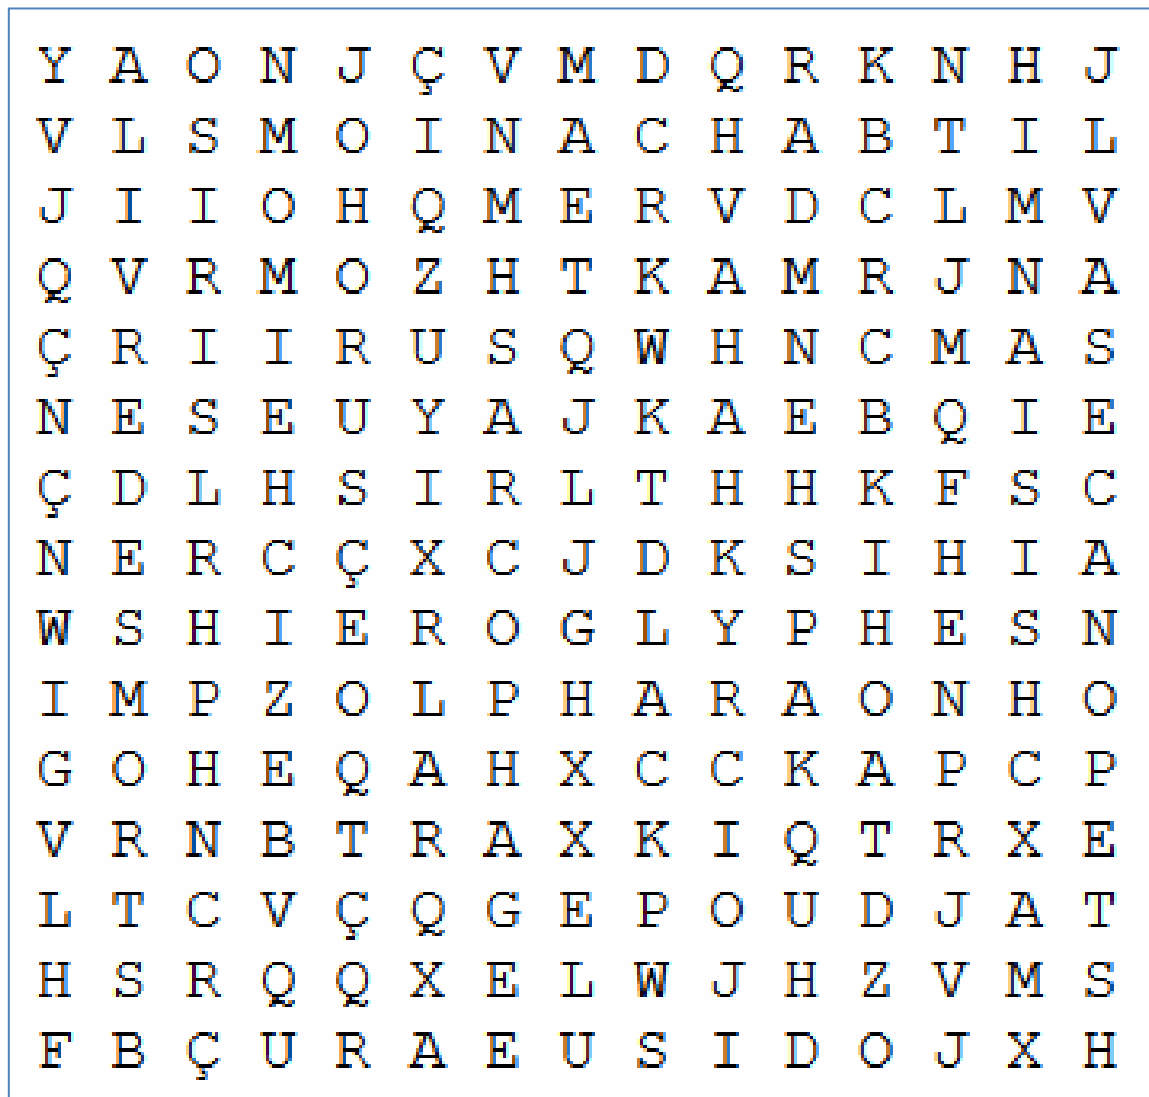 Y A O N J Ç V M D Q R K N H J
V L S M O I N A C H A B T I L
J I I O H Q M E R V D C L M V
Q V R M O Z H T K A M R J N A
Ç R I I R U S Q W H N C M A S
N E S E U Y A J K A E B Q I E
Ç D L H S I R L T H H K F S C
N E R C Ç X C J D K S I H I A
W S H I E R O G L Y P H E S N
I M P Z O L P H A R A O N H O
G O H E Q A H X C C K A P C P
V R N B T R A X K I Q T R X E
L T C V Ç Q G E P O U D J A T
H S R Q Q X E L W J H Z V M S
F B Ç U R A E U S I D O J X H